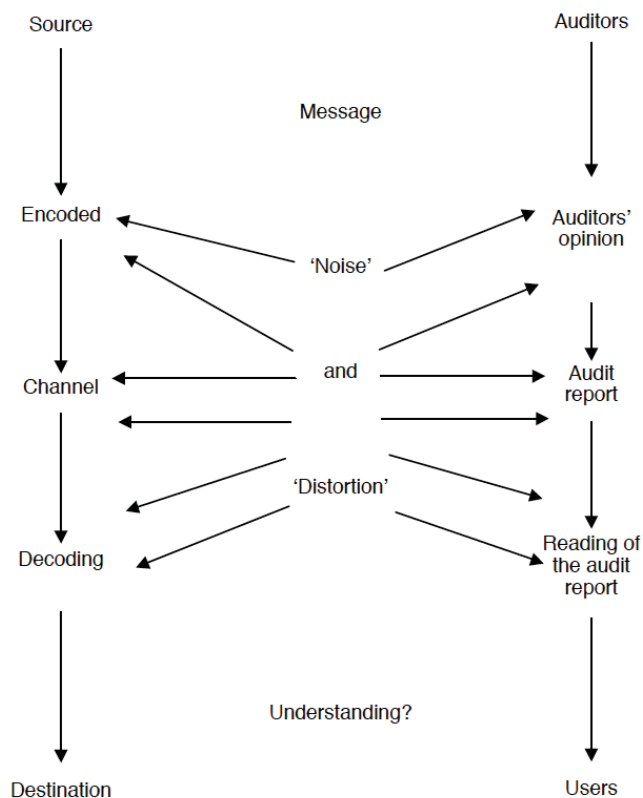 Source
Auditors
Message
Encoded
Auditors’
opinion
‘Noise’
and
Channel
Audit
report
‘Distortion’
Decoding
Reading of
the audit
report
Understanding?
Destination
Users